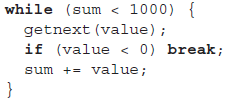 while (sum < 1000) {
    getnext(value);
    if (value < 0) break;
    sum += value;
}